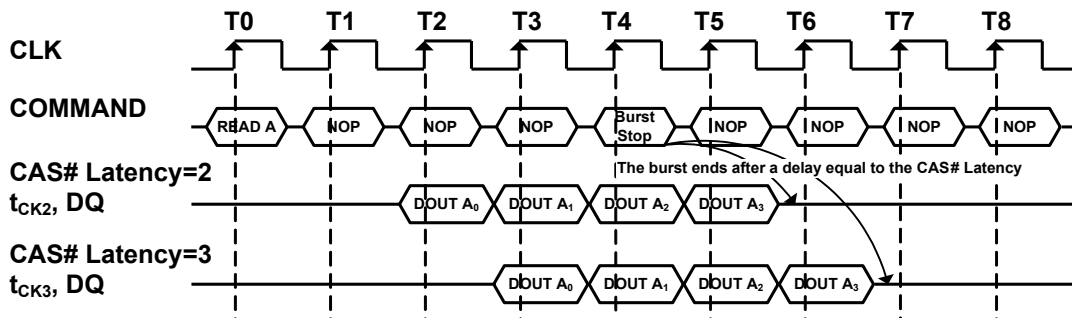 T0 T1 T2 T3 T4 T5 T6 T7 T8
CLK
COMMAND
READ A NOP NOP NOP Burst Stop NOP NOP NOP NOP
The burst ends after a delay equal to the CAS# Latency
CAS# Latency=2
tCK2, DQ
DOUT A0 DOUT A1 DOUT A2 DOUT A3
CAS# Latency=3
tCK3, DQ
DOUT A0 DOUT A1 DOUT A2 DOUT A3